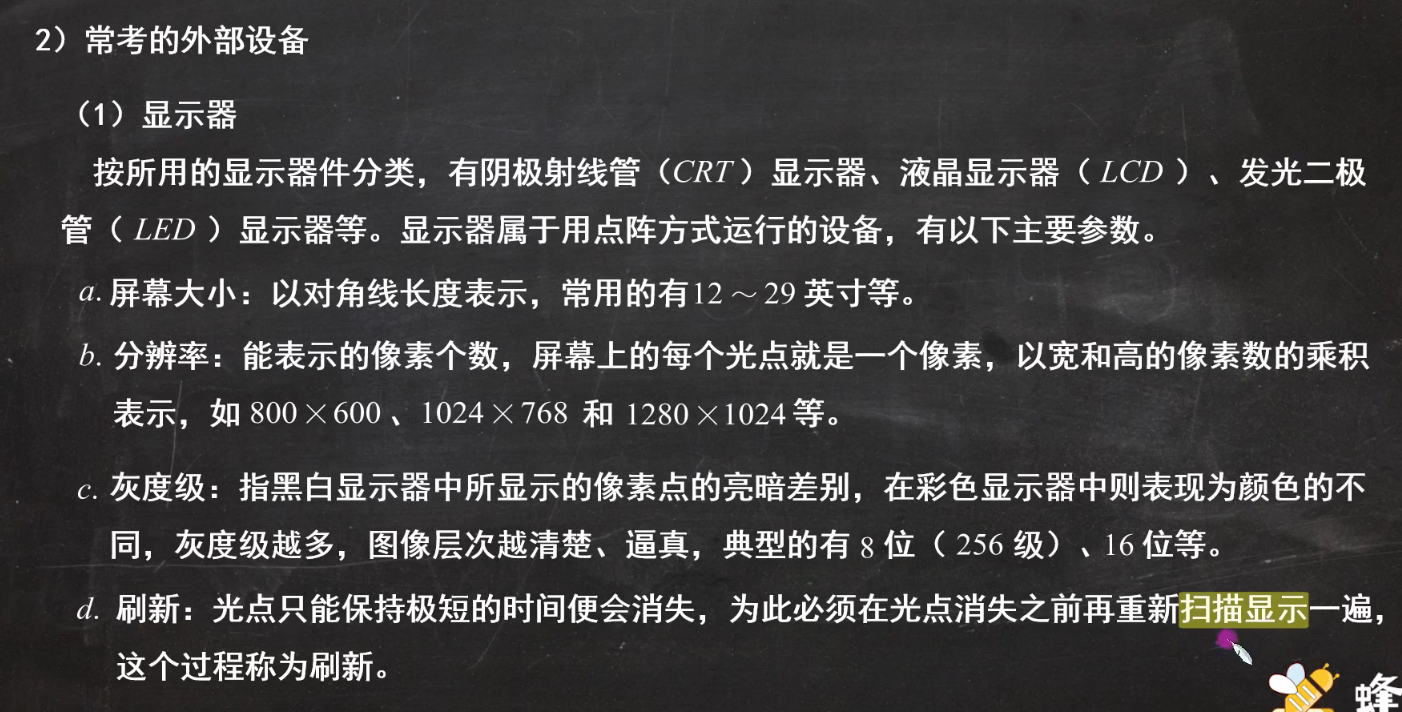 2）常考的外部设备
（1）显示器
按所用的显示器件分类，有阴极射线管（CRT）显示器、液晶显示器（ LCD ）、发光二极
管（ LED ）显示器等。显示器属于用点阵方式运行的设备，有以下主要参数。
a. 屏幕大小：以对角线长度表示，常用的有12～29 英寸等。
b. 分辨率：能表示的像素个数，屏幕上的每个光点就是一个像素，以宽和高的像素数的乘积
表示，如 800×600 、1024×768 和 1280×1024 等。
c. 灰度级：指黑白显示器中所显示的像素点的亮暗差别，在彩色显示器中则表现为颜色的不
同，灰度级越多，图像层次越清楚、逼真，典型的有 8 位（ 256 级）、16 位等。
d. 刷新：光点只能保持极短的时间便会消失，为此必须在光点消失之前再重新扫描显示一遍，
这个过程称为刷新。
蜂